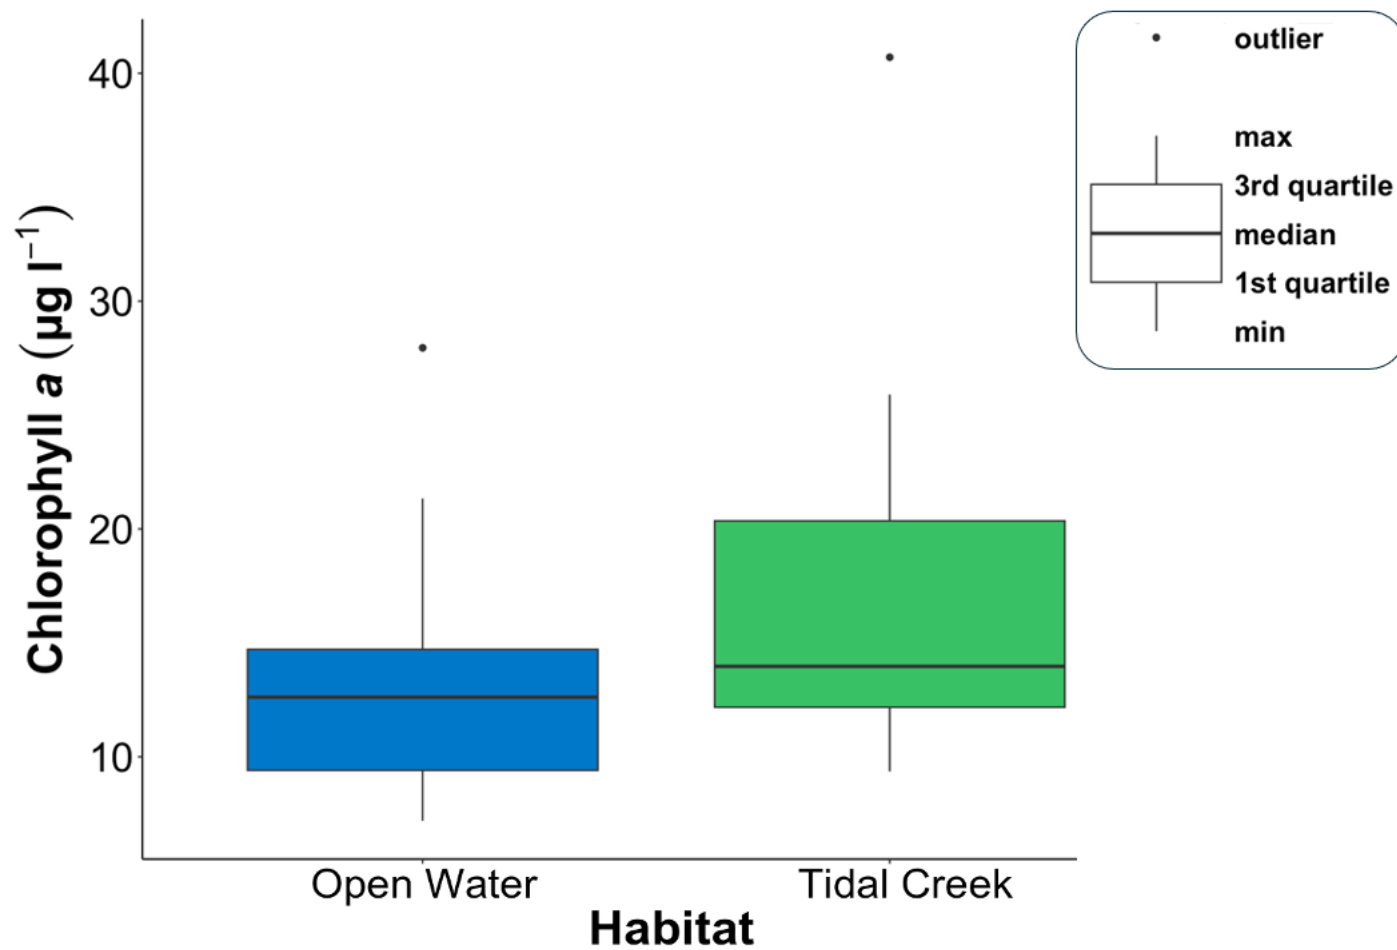 Chlorophyll a (µg l⁻¹)
40
30
20
10
Open Water
Tidal Creek
Habitat
outlier
max
3rd quartile
median
1st quartile
min